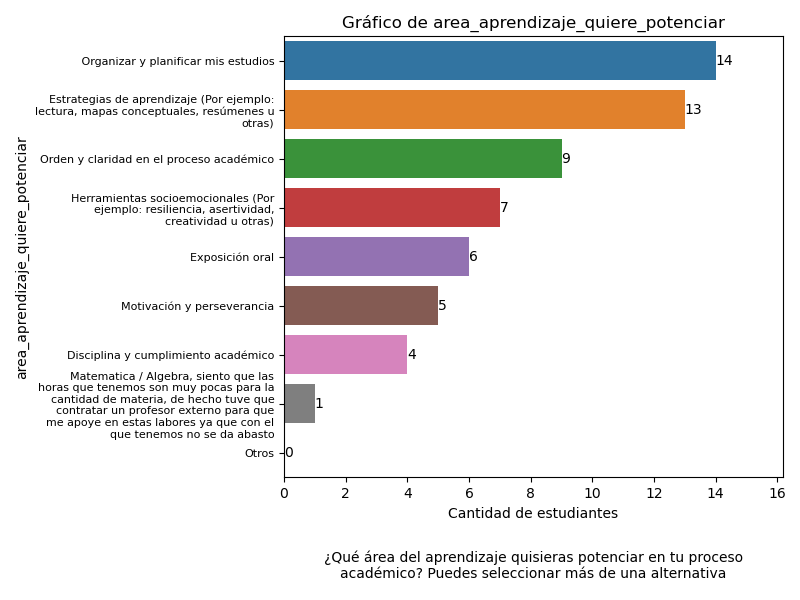 Gráfico de area_aprendizaje_quiere_potenciar
area_aprendizaje_quiere_potenciar
Organizar y planificar mis estudios
14
Estrategias de aprendizaje (Por ejemplo:
lectura, mapas conceptuales, resúmenes u
otras)
13
Orden y claridad en el proceso académico
9
Herramientas socioemocionales (Por
ejemplo: resiliencia, asertividad,
creatividad u otras)
7
Exposición oral
6
Motivación y perseverancia
5
Disciplina y cumplimiento académico
4
Matematica / Algebra, siento que las
horas que tenemos son muy pocas para la
cantidad de materia, de hecho tuve que
contratar un profesor externo para que
me apoye en estas labores ya que con el
que tenemos no se da abasto
1
Otros
0
0 2 4 6 8 10 12 14 16
Cantidad de estudiantes
¿Qué área del aprendizaje quisieras potenciar en tu proceso
académico? Puedes seleccionar más de una alternativa